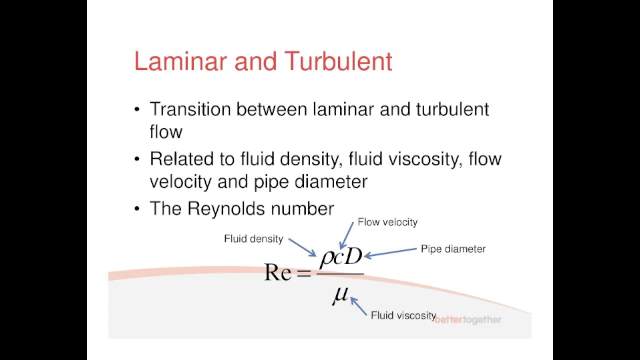 Laminar and Turbulent
• Transition between laminar and turbulent
flow
• Related to fluid density, fluid viscosity, flow
velocity and pipe diameter
• The Reynolds number
Flow velocity
Fluid density
Pipe diameter
Re = ρcD / μ
Fluid viscosity
bettertogether